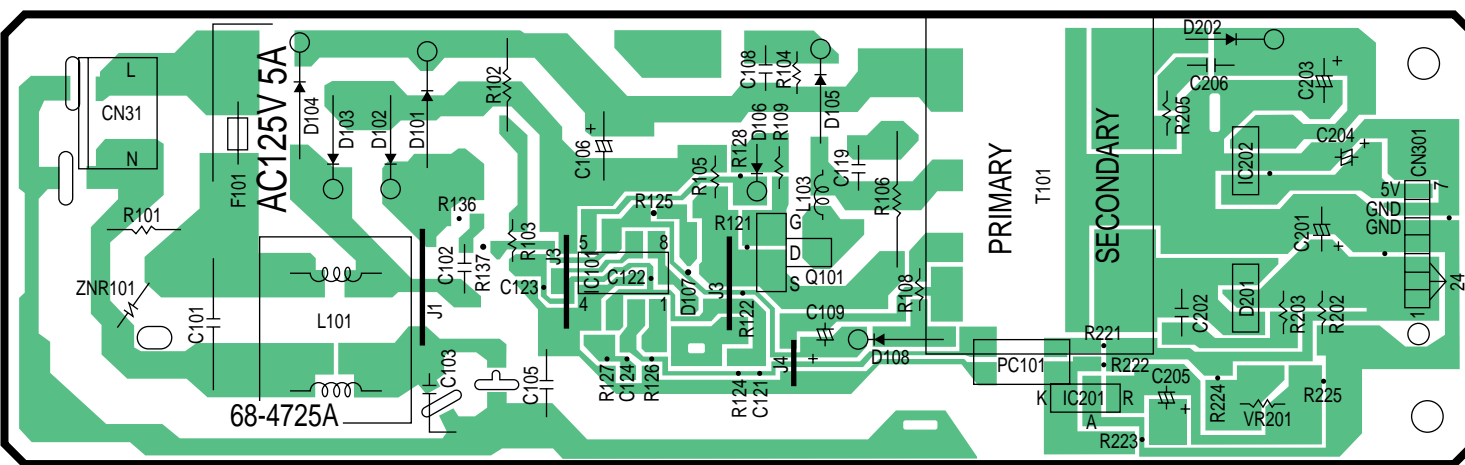 L
CN31
N
F101
AC125V 5A
D104
D103
D102
D101
R102
C106
C108
R104
D106
R109
D105
R128
R105
L103
C119
R106
PRIMARY
T101
SECONDARY
D202
C206
C203
R205
IC202
C204
CN301
5V
7
GND
GND
C201
24
1
R101
ZNR101
C101
L101
J1
68-4725A
C103
R136
C102
R137
R103
C123
J3
5
8
IC101
C122
4
1
R125
D107
J3
R121
G
D
S
Q101
R122
C109
R108
D108
J4
C105
R127
C124
R126
R124
C121
PC101
R221
R222
K
IC201
R
A
R223
C205
R224
VR201
R225
C202
D201
R203
R202